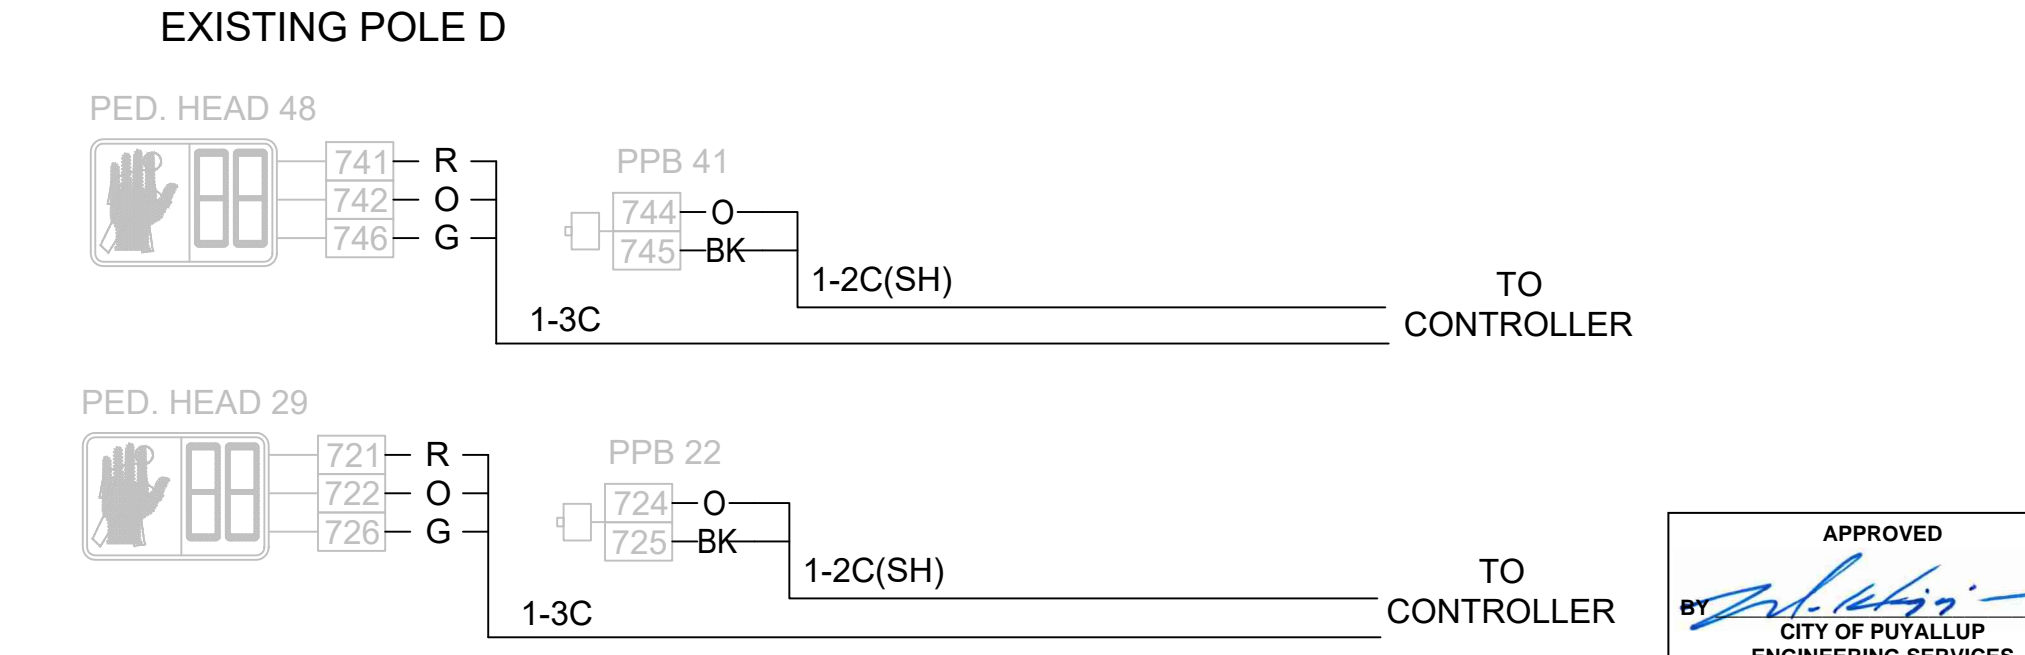 EXISTING POLE D
PED. HEAD 48
741 R
742 O
746 G
PPB 41
744 O
745 BK
1-2C(SH)
1-3C
TO
CONTROLLER
PED. HEAD 29
721 R
722 O
726 G
PPB 22
724 O
725 BK
1-2C(SH)
1-3C
TO
CONTROLLER
APPROVED
BY
CITY OF PUYALLUP
ENGINEERING SERVICES